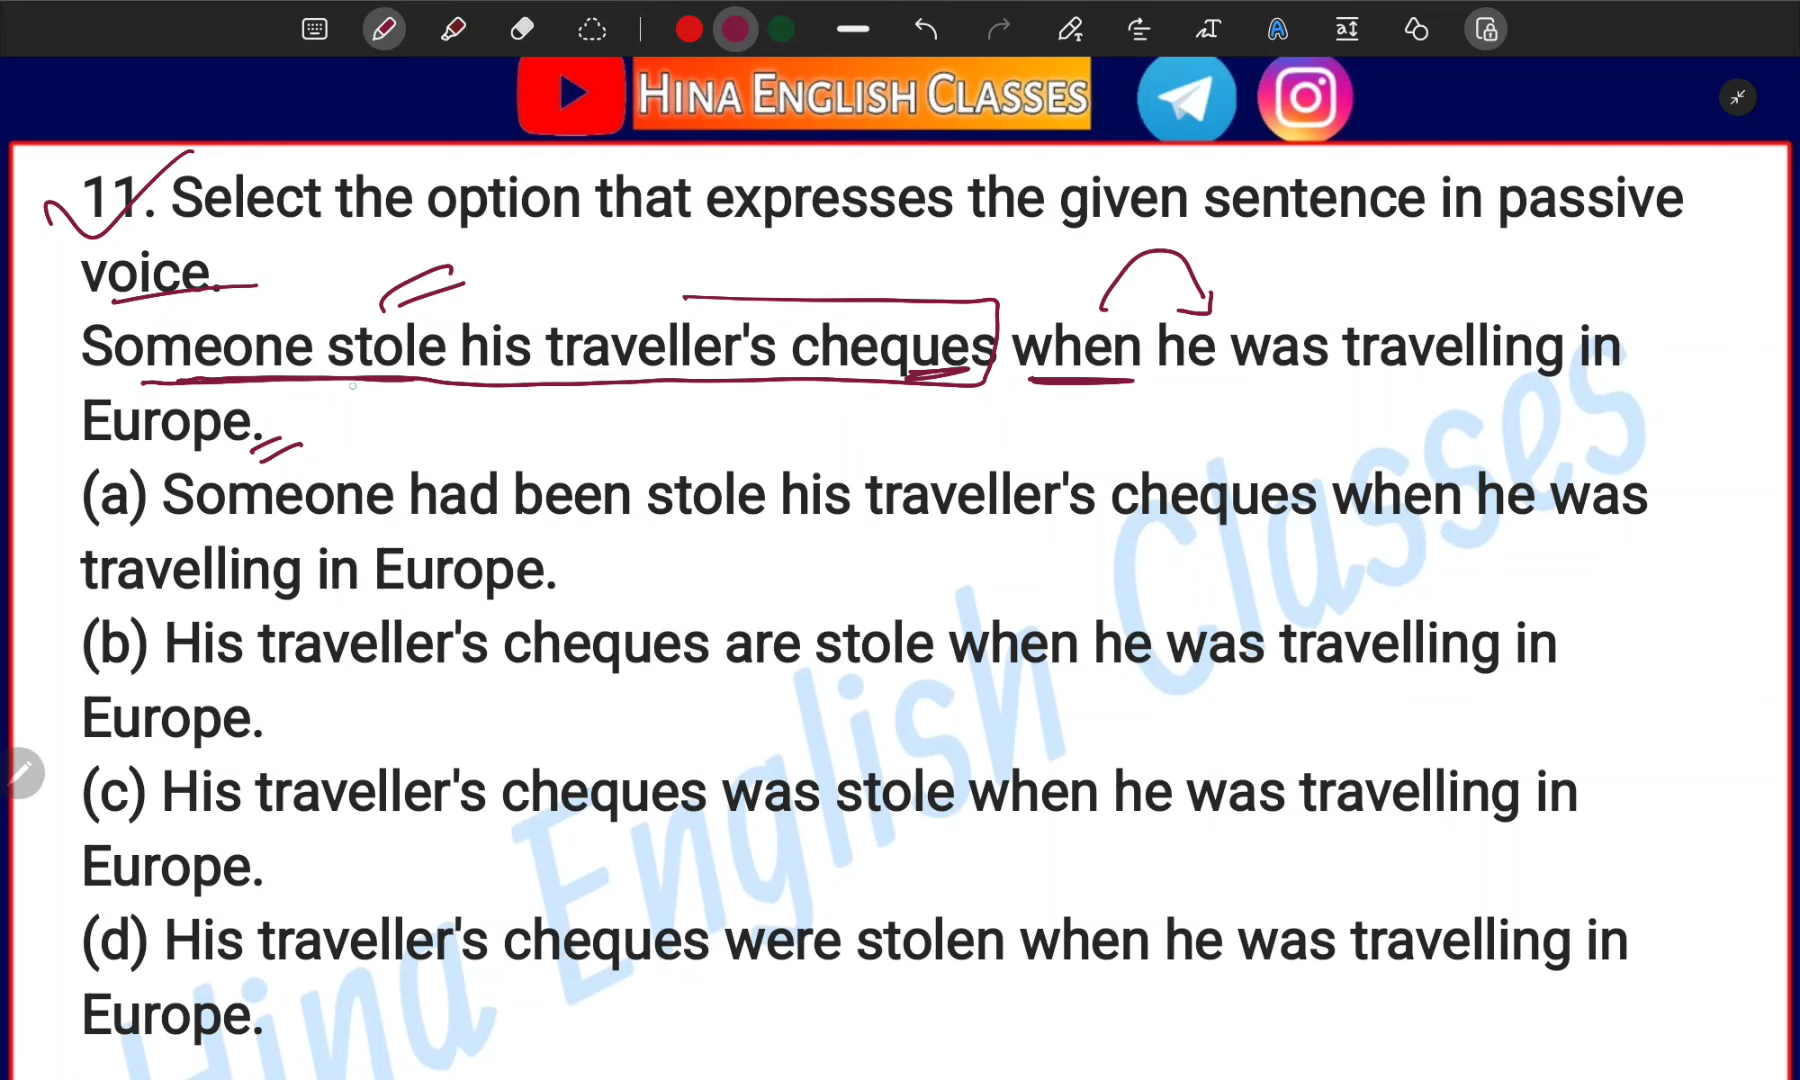 HINA ENGLISH CLASSES
11. Select the option that expresses the given sentence in passive
voice.
Someone stole his traveller's cheques when he was travelling in
Europe.
(a) Someone had been stole his traveller's cheques when he was
travelling in Europe.
(b) His traveller's cheques are stole when he was travelling in
Europe.
(c) His traveller's cheques was stole when he was travelling in
Europe.
(d) His traveller's cheques were stolen when he was travelling in
Europe.
Hina English Classes